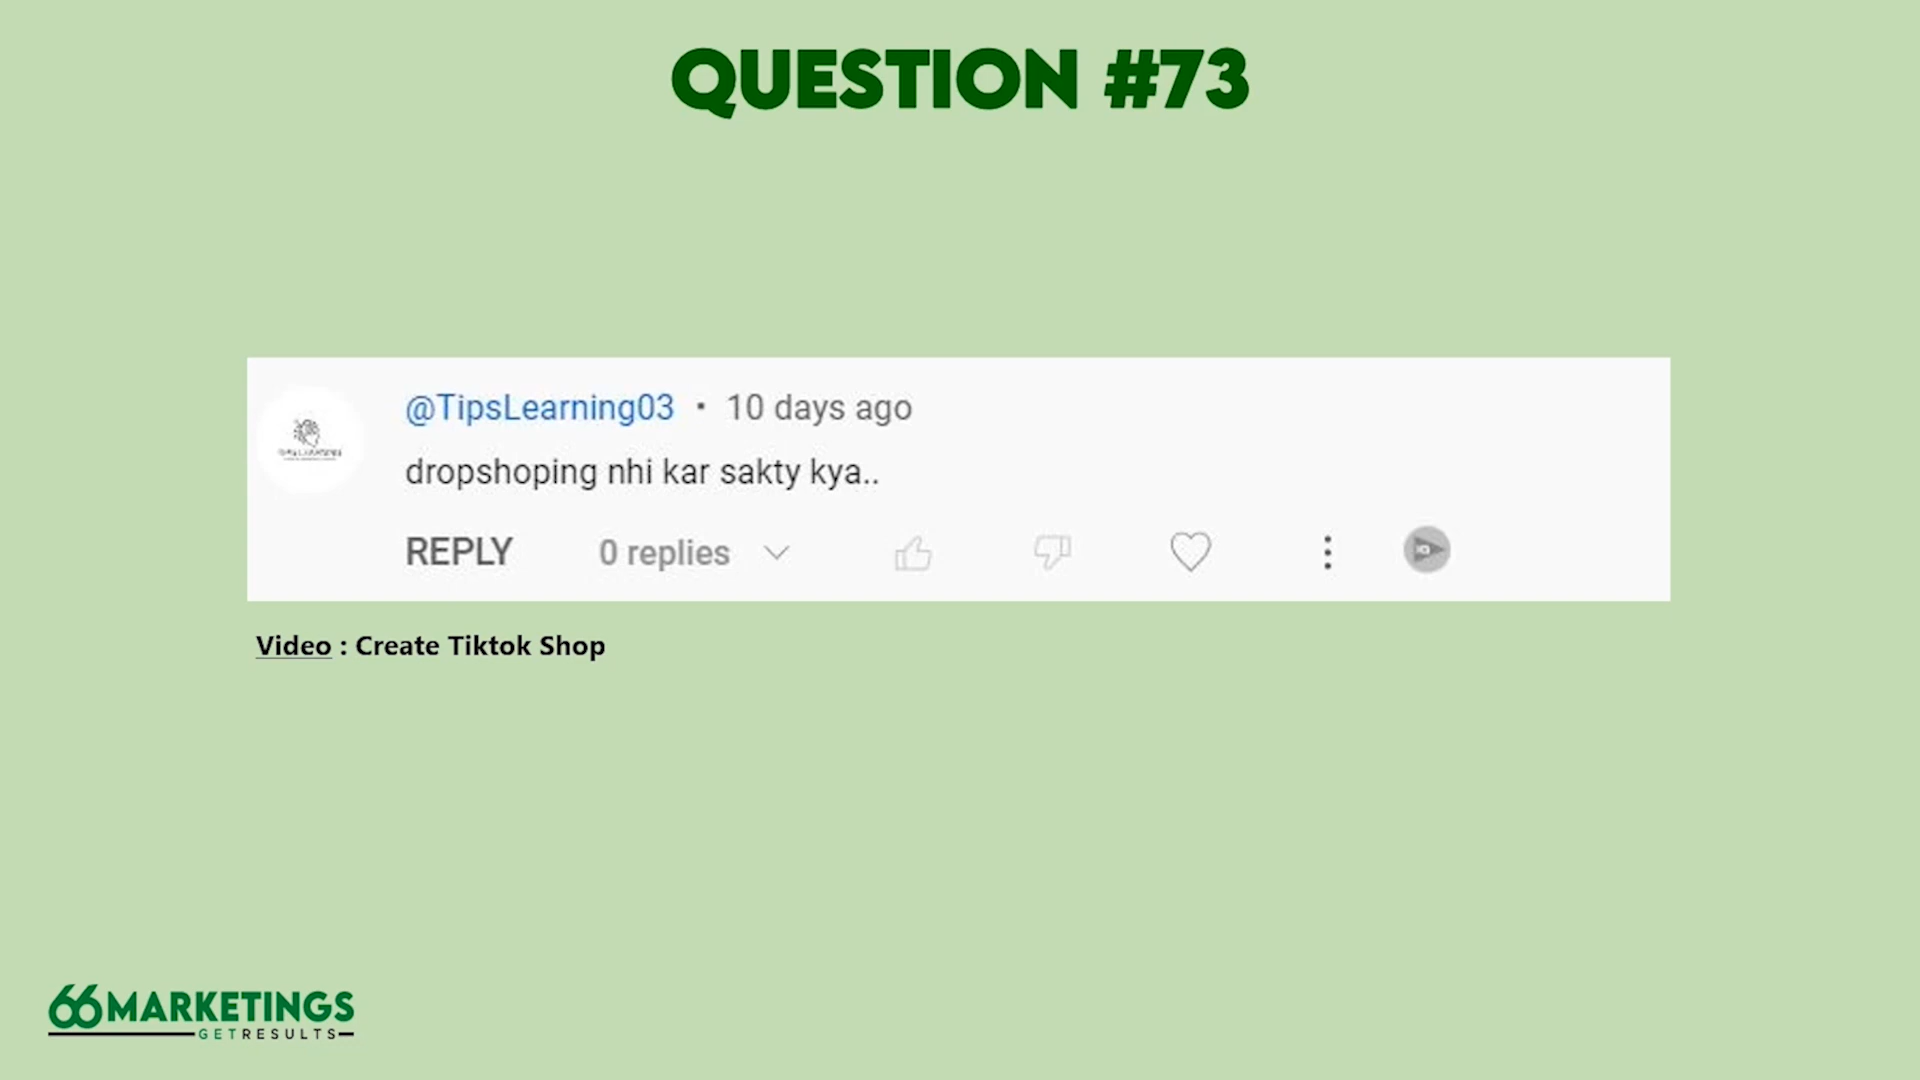 QUESTION #73
@TipsLearning03 • 10 days ago
dropshoping nhi kar sakty kya..
REPLY 0 replies
Video : Create Tiktok Shop
66MARKETINGS
GETRESULTS